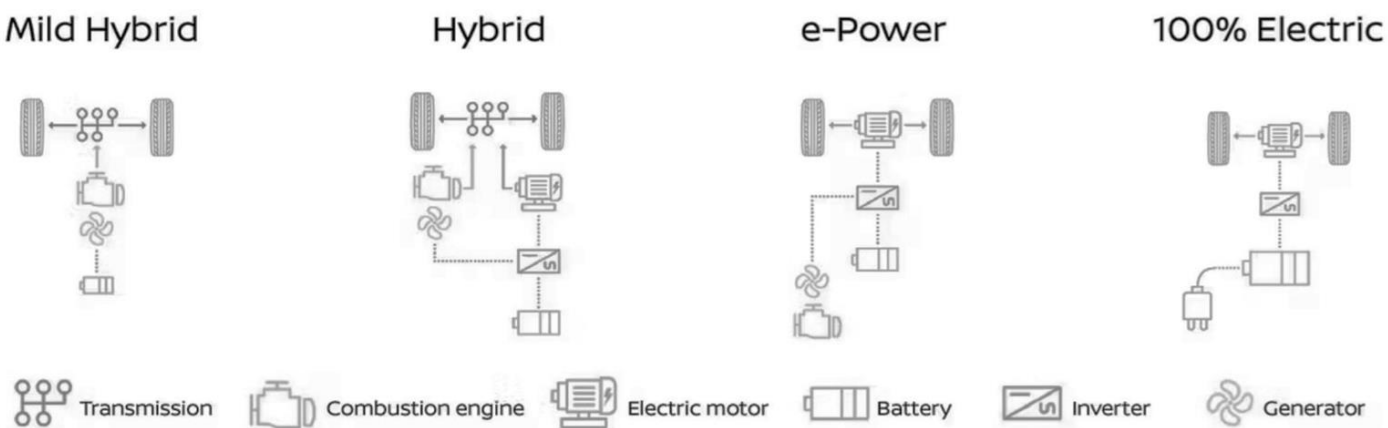 Mild Hybrid Hybrid e-Power 100% Electric
Transmission Combustion engine Electric motor Battery Inverter Generator